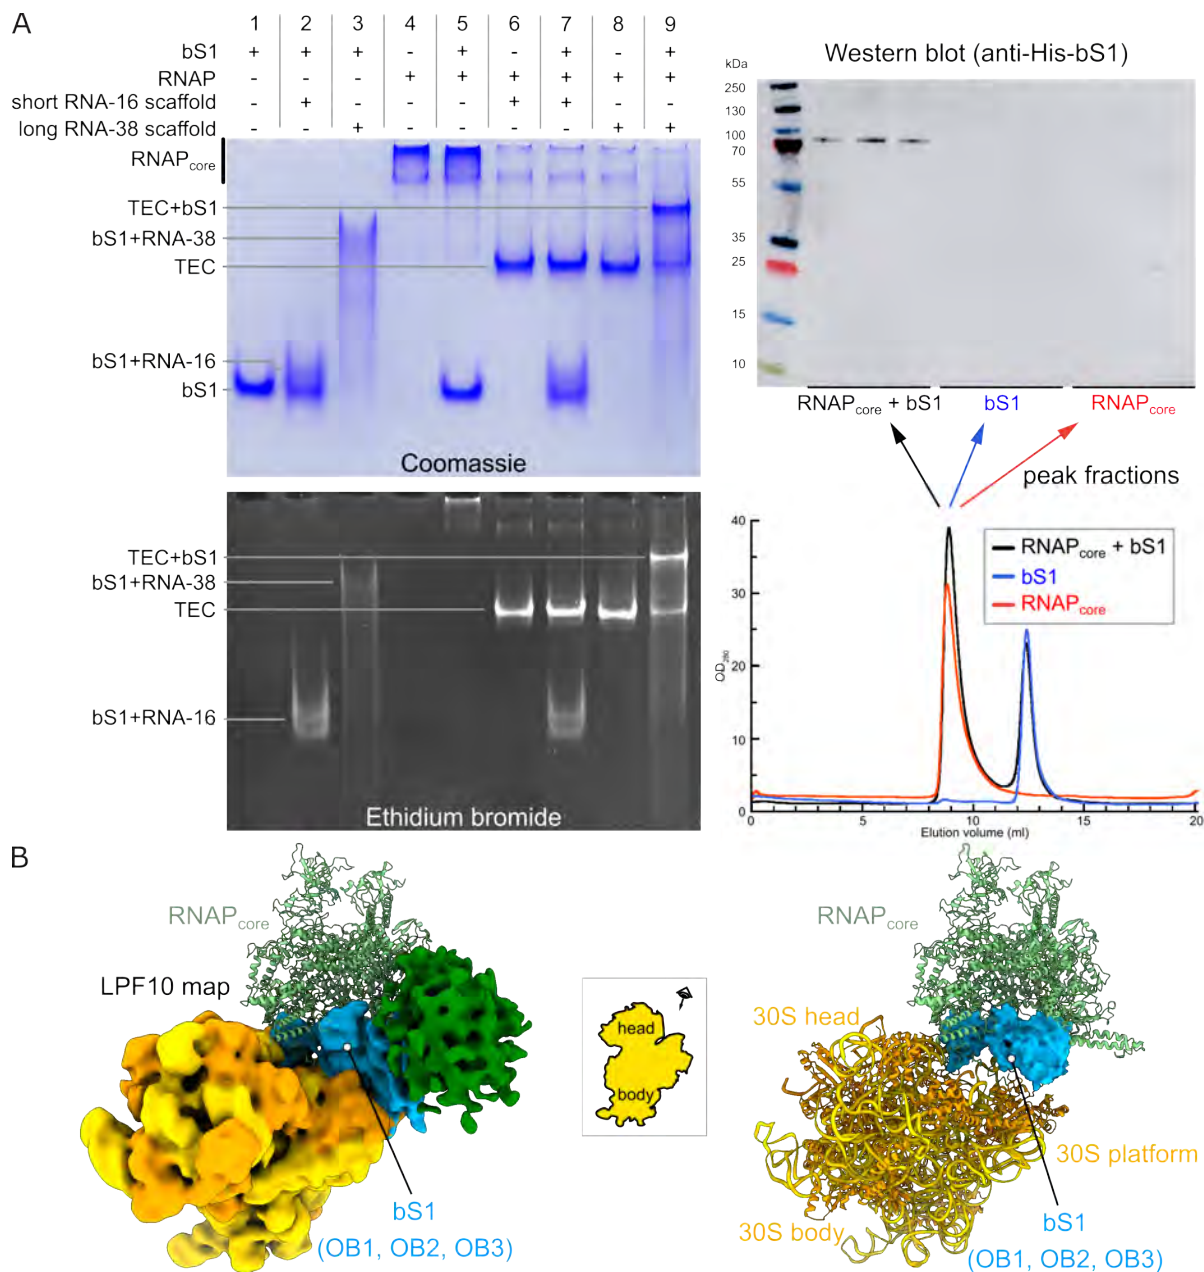 A
1 2 3 4 5 6 7 8 9
bS1 + + + - + - + - +
RNAP - - - + + + + + +
short RNA-16 scaffold - + - - - + + - -
long RNA-38 scaffold - - + - - - - + +
RNAPcore
TEC+bS1
bS1+RNA-38
TEC
bS1+RNA-16
bS1
Coomassie
TEC+bS1
bS1+RNA-38
TEC
bS1+RNA-16
Ethidium bromide
Western blot (anti-His-bS1)
kDa
250
130
100
70
55
35
25
15
10
RNAPcore + bS1 bS1 RNAPcore
peak fractions
40
30
20
10
0
OD280
RNAPcore + bS1
bS1
RNAPcore
0 5 10 15 20
Elution volume (ml)
B
RNAPcore
LPF10 map
bS1
(OB1, OB2, OB3)
head
body
RNAPcore
30S head
30S platform
30S body
bS1
(OB1, OB2, OB3)